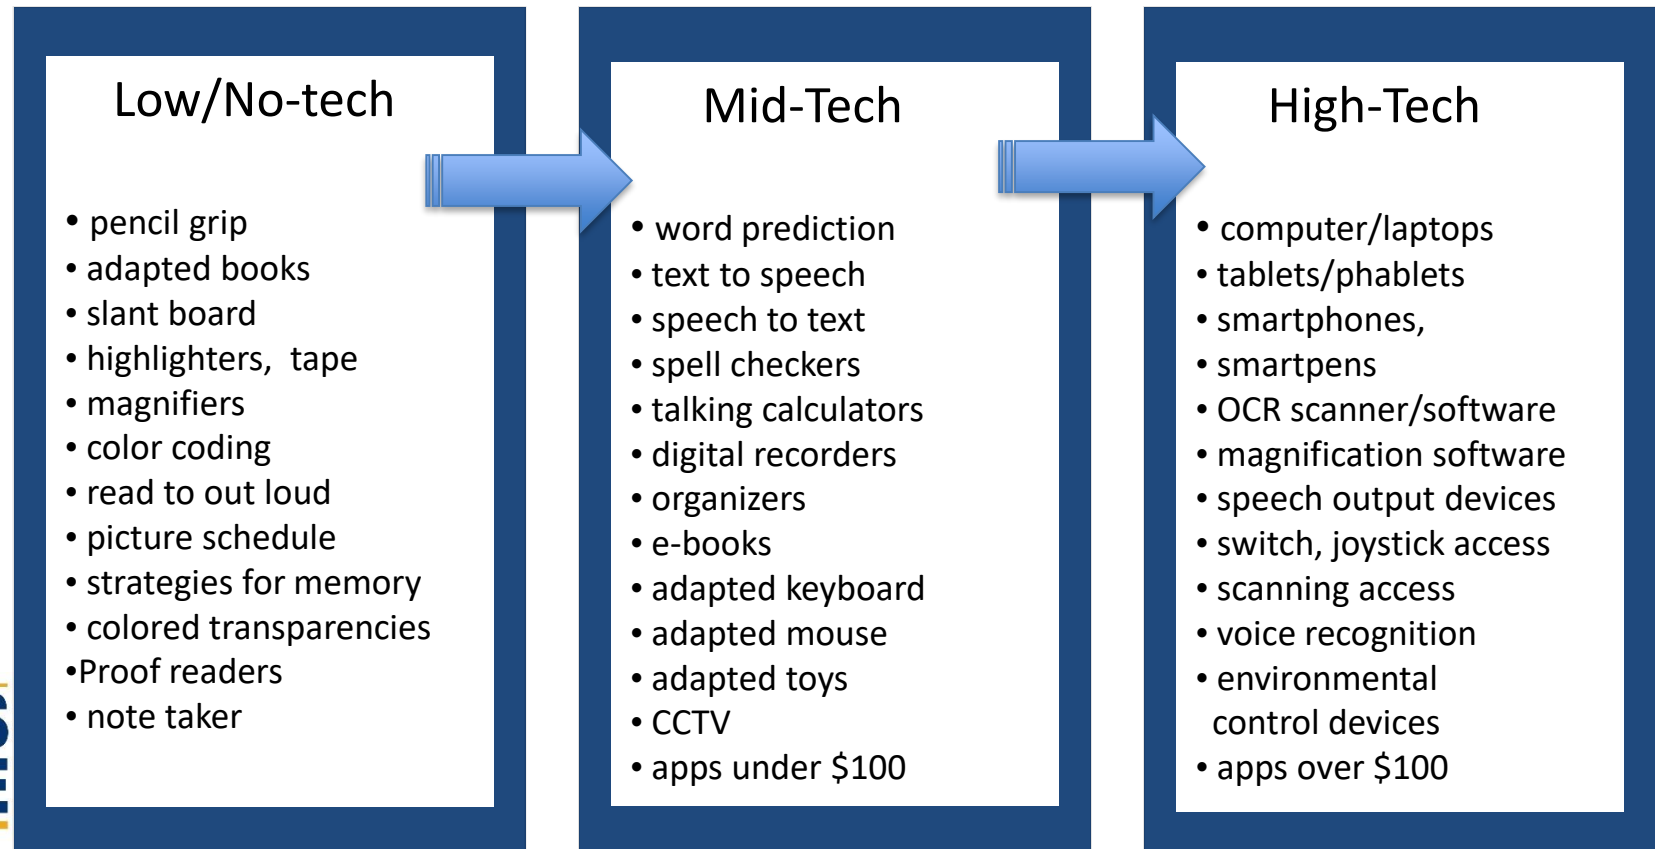 Low/No-tech
• pencil grip
• adapted books
• slant board
• highlighters,  tape
• magnifiers
• color coding
• read to out loud
• picture schedule
• strategies for memory
• colored transparencies
•Proof readers
• note taker
Mid-Tech
• word prediction
• text to speech
• speech to text
• spell checkers
• talking calculators
• digital recorders
• organizers
• e-books
• adapted keyboard
• adapted mouse
• adapted toys
• CCTV
• apps under $100
High-Tech
• computer/laptops
• tablets/phablets
• smartphones,
• smartpens
• OCR scanner/software
• magnification software
• speech output devices
• switch, joystick access
• scanning access
• voice recognition
• environmental
control devices
• apps over $100